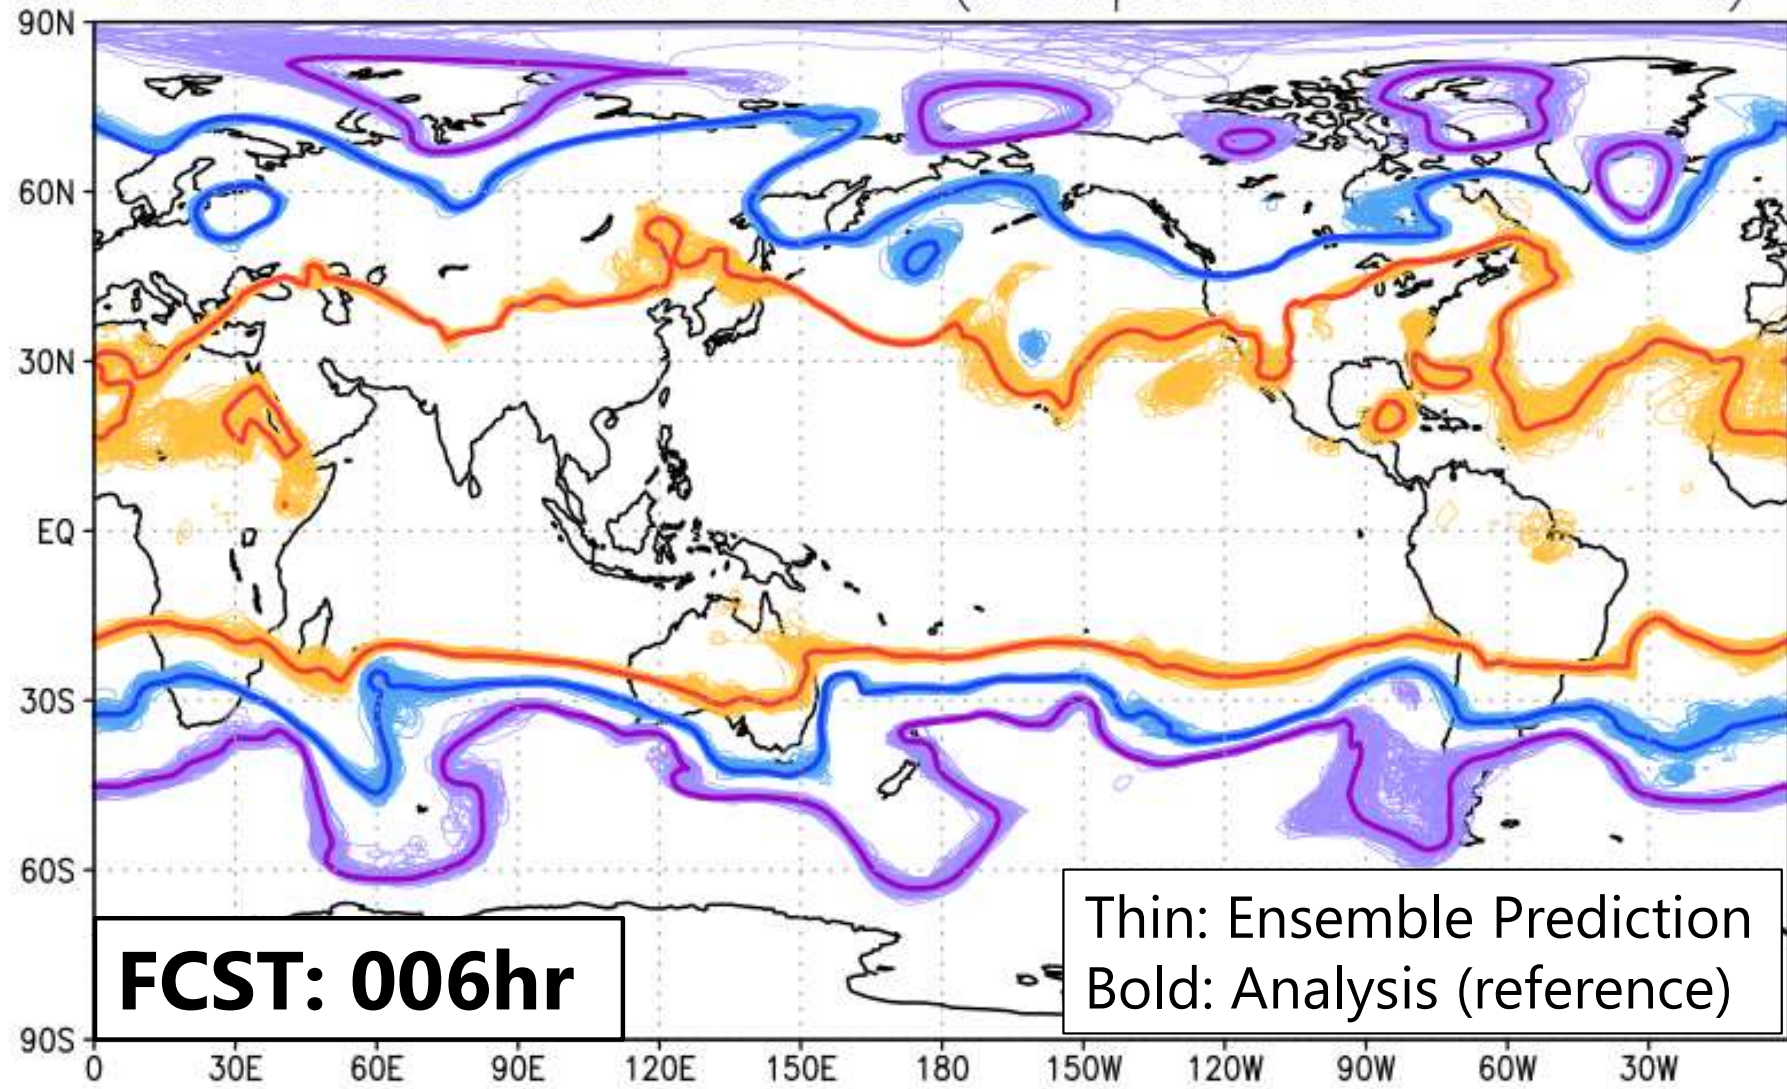 90N
60N
30N
EQ
30S
60S
90S
FCST: 006hr
Thin: Ensemble Prediction
Bold: Analysis (reference)
0 30E 60E 90E 120E 150E 180 150W 120W 90W 60W 30W